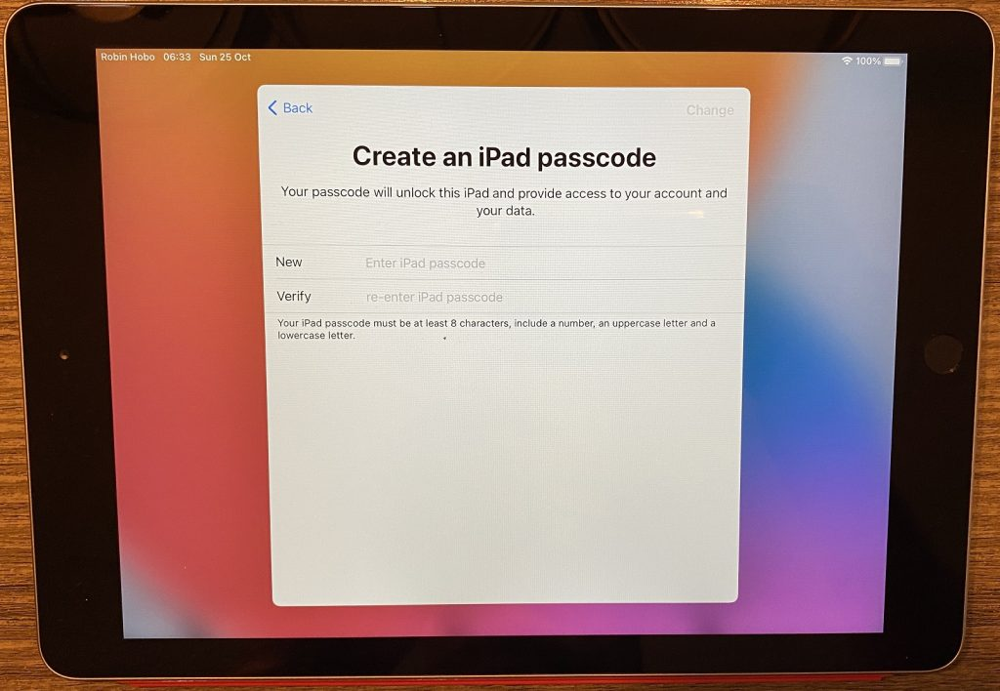 Robin Hobo 06:33 Sun 25 Oct 100%
Back Change
Create an iPad passcode
Your passcode will unlock this iPad and provide access to your account and
your data.
New Enter iPad passcode
Verify re-enter iPad passcode
Your iPad passcode must be at least 8 characters, include a number, an uppercase letter and a
lowercase letter.